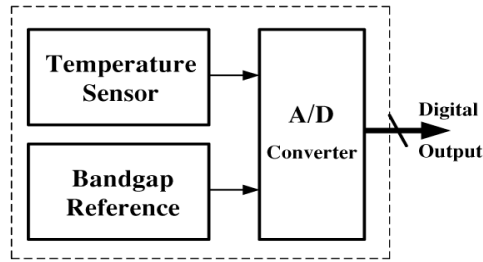 Temperature
Sensor
Bandgap
Reference
A/D
Converter
Digital
Output